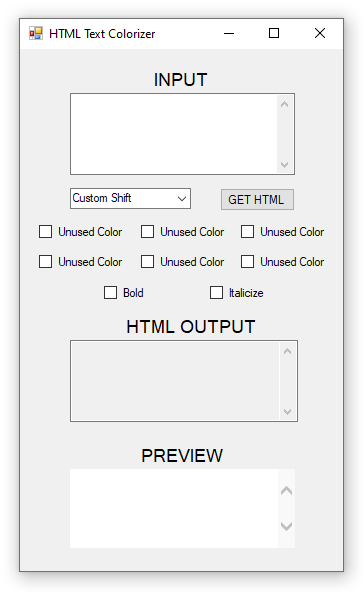 HTML Text Colorizer
INPUT
Custom Shift
GET HTML
Unused Color Unused Color Unused Color
Unused Color Unused Color Unused Color
Bold Italicize
HTML OUTPUT
PREVIEW